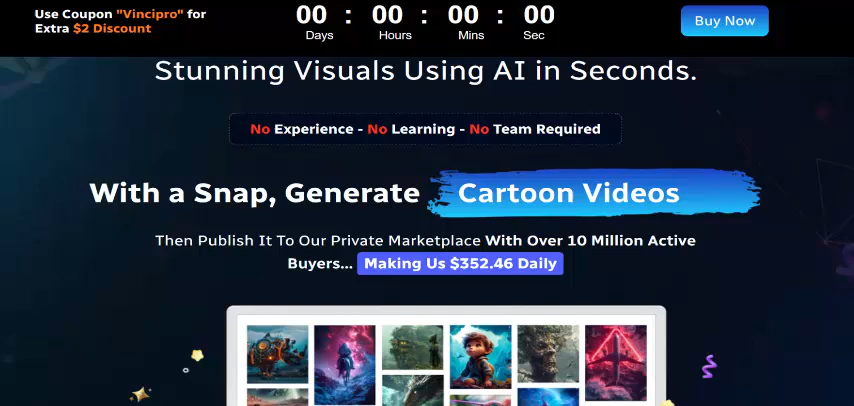 Use Coupon "Vincipro" for
Extra $2 Discount
00 : 00 : 00 : 00
Days Hours Mins Sec
Buy Now
Stunning Visuals Using AI in Seconds.
No Experience - No Learning - No Team Required
With a Snap, Generate Cartoon Videos
Then Publish It To Our Private Marketplace With Over 10 Million Active
Buyers... Making Us $352.46 Daily